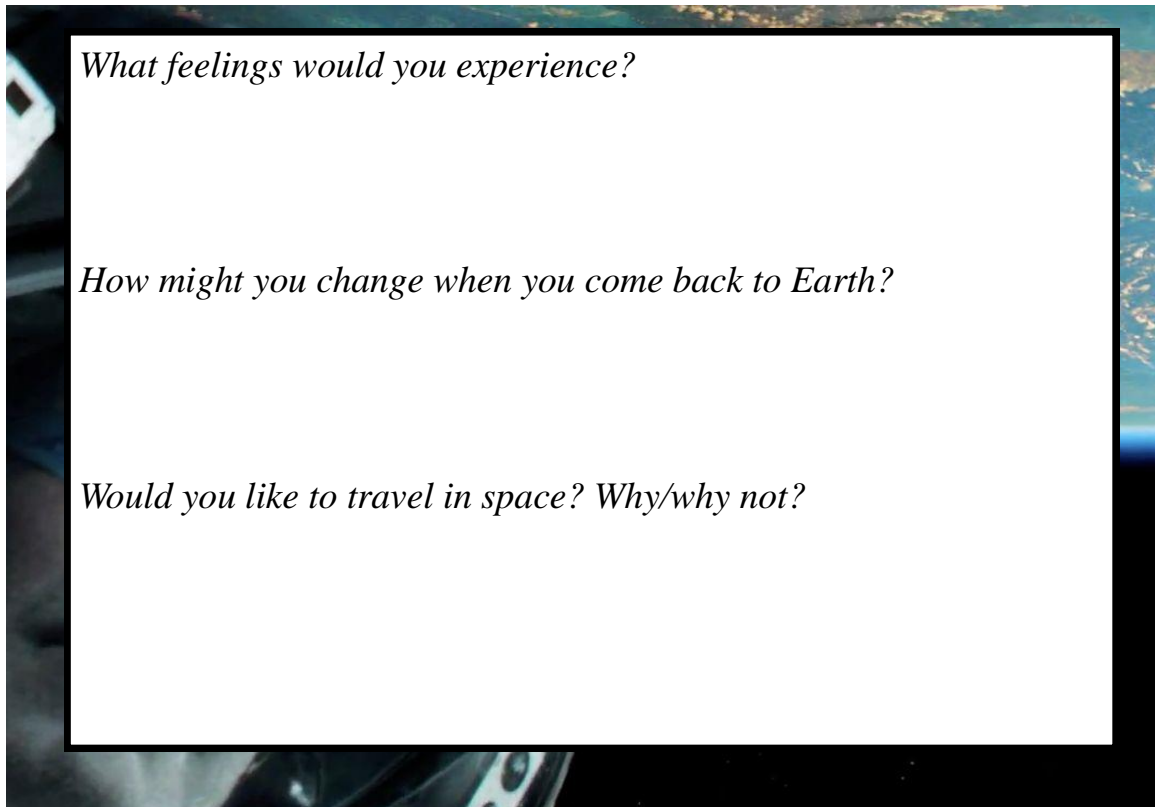 What feelings would you experience?
How might you change when you come back to Earth?
Would you like to travel in space? Why/why not?